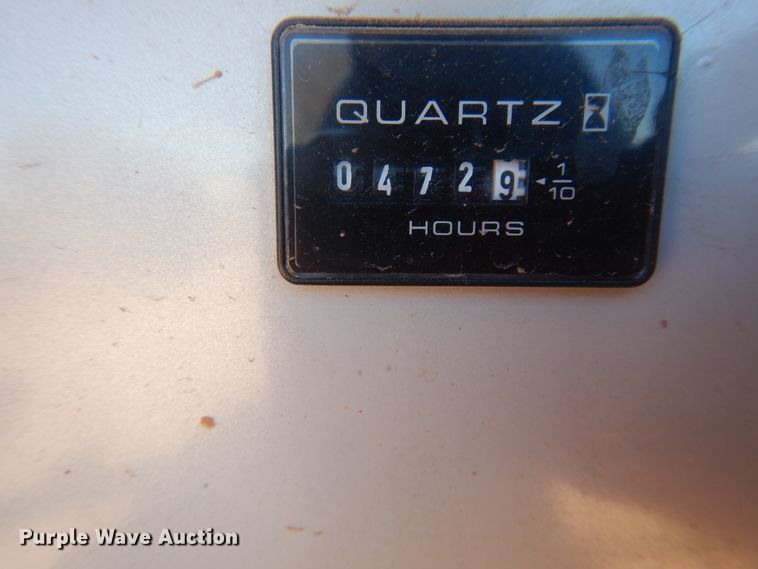 QUARTZ
04729 1/10
HOURS
Purple Wave Auction